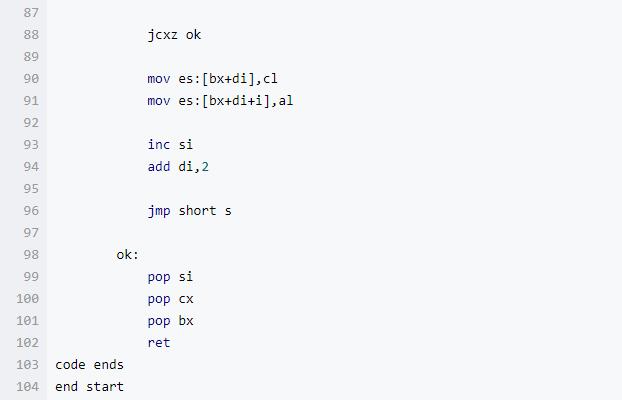 87
88 jcxz ok
89
90 mov es:[bx+di],cl
91 mov es:[bx+di+i],al
92
93 inc si
94 add di,2
95
96 jmp short s
97
98 ok:
99 pop si
100 pop cx
101 pop bx
102 ret
103 code ends
104 end start